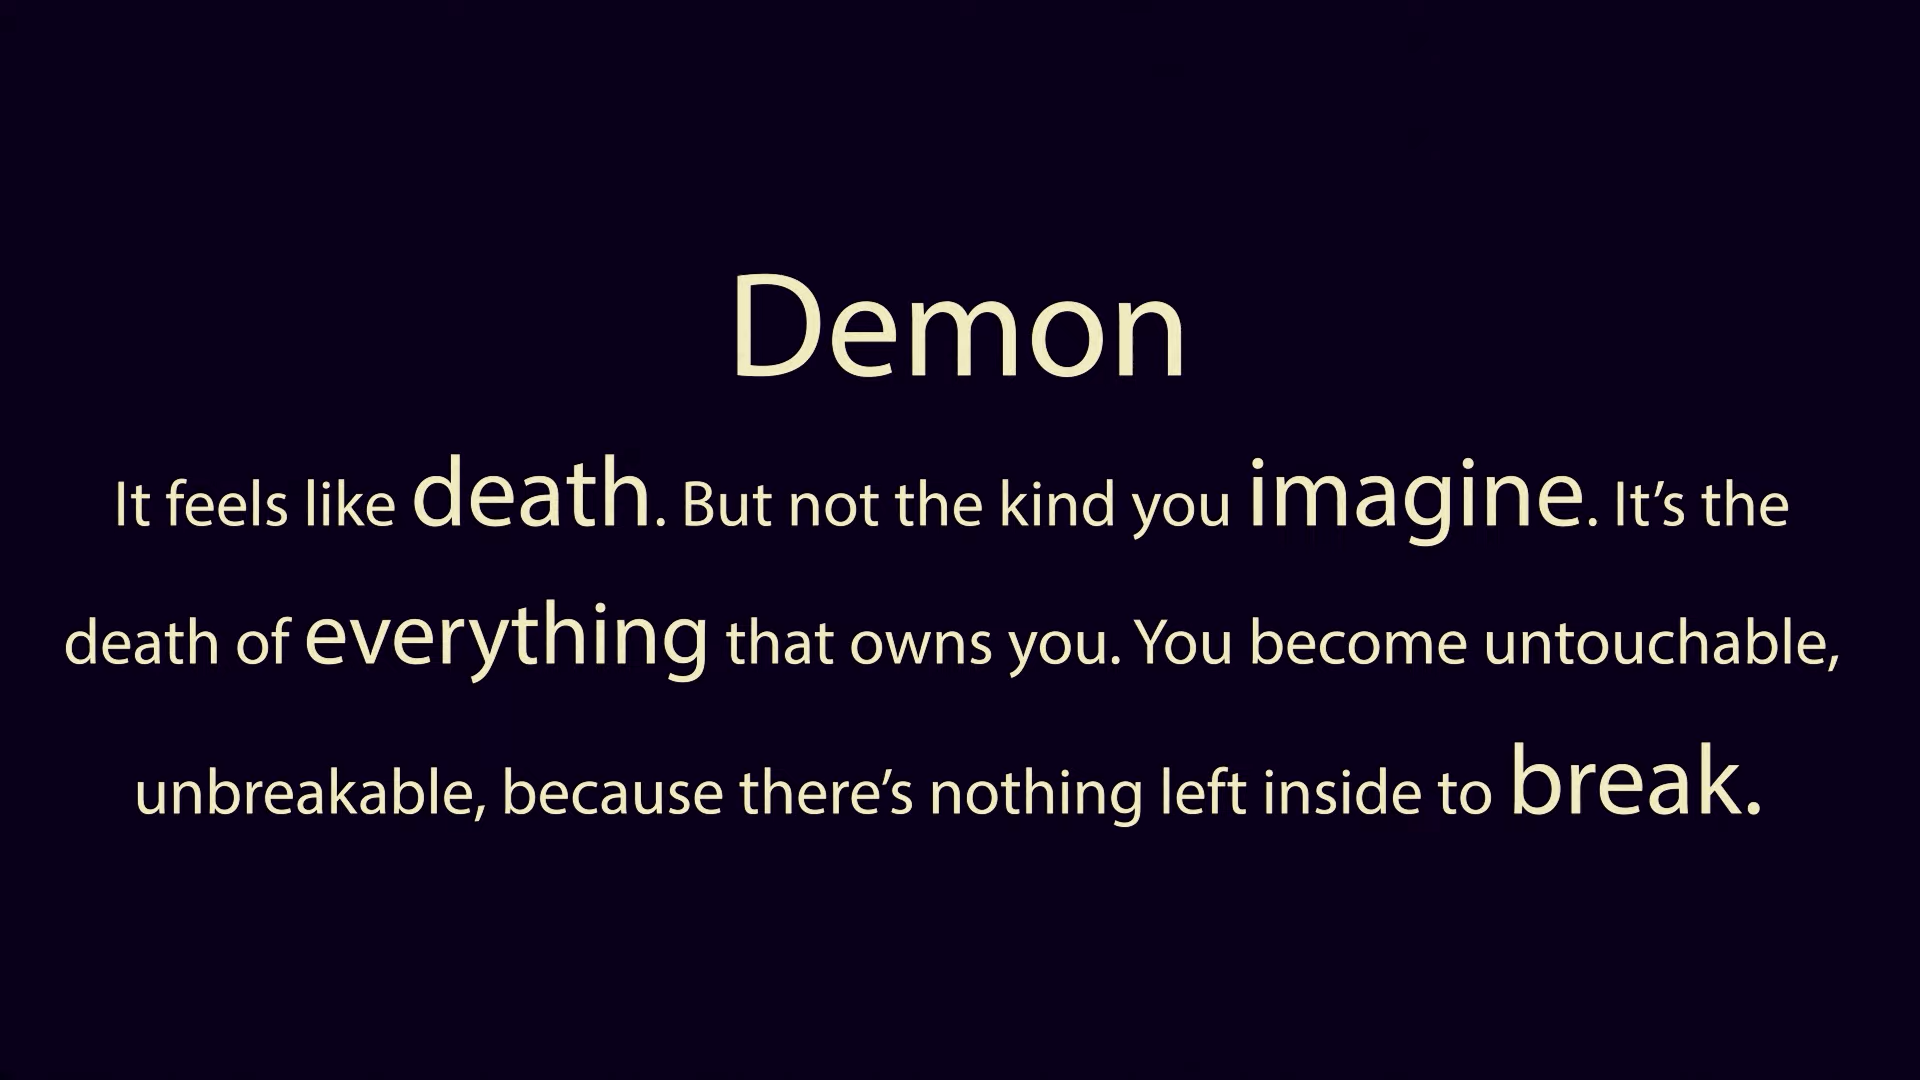 Demon
It feels like death. But not the kind you imagine. It’s the
death of everything that owns you. You become untouchable,
unbreakable, because there’s nothing left inside to break.